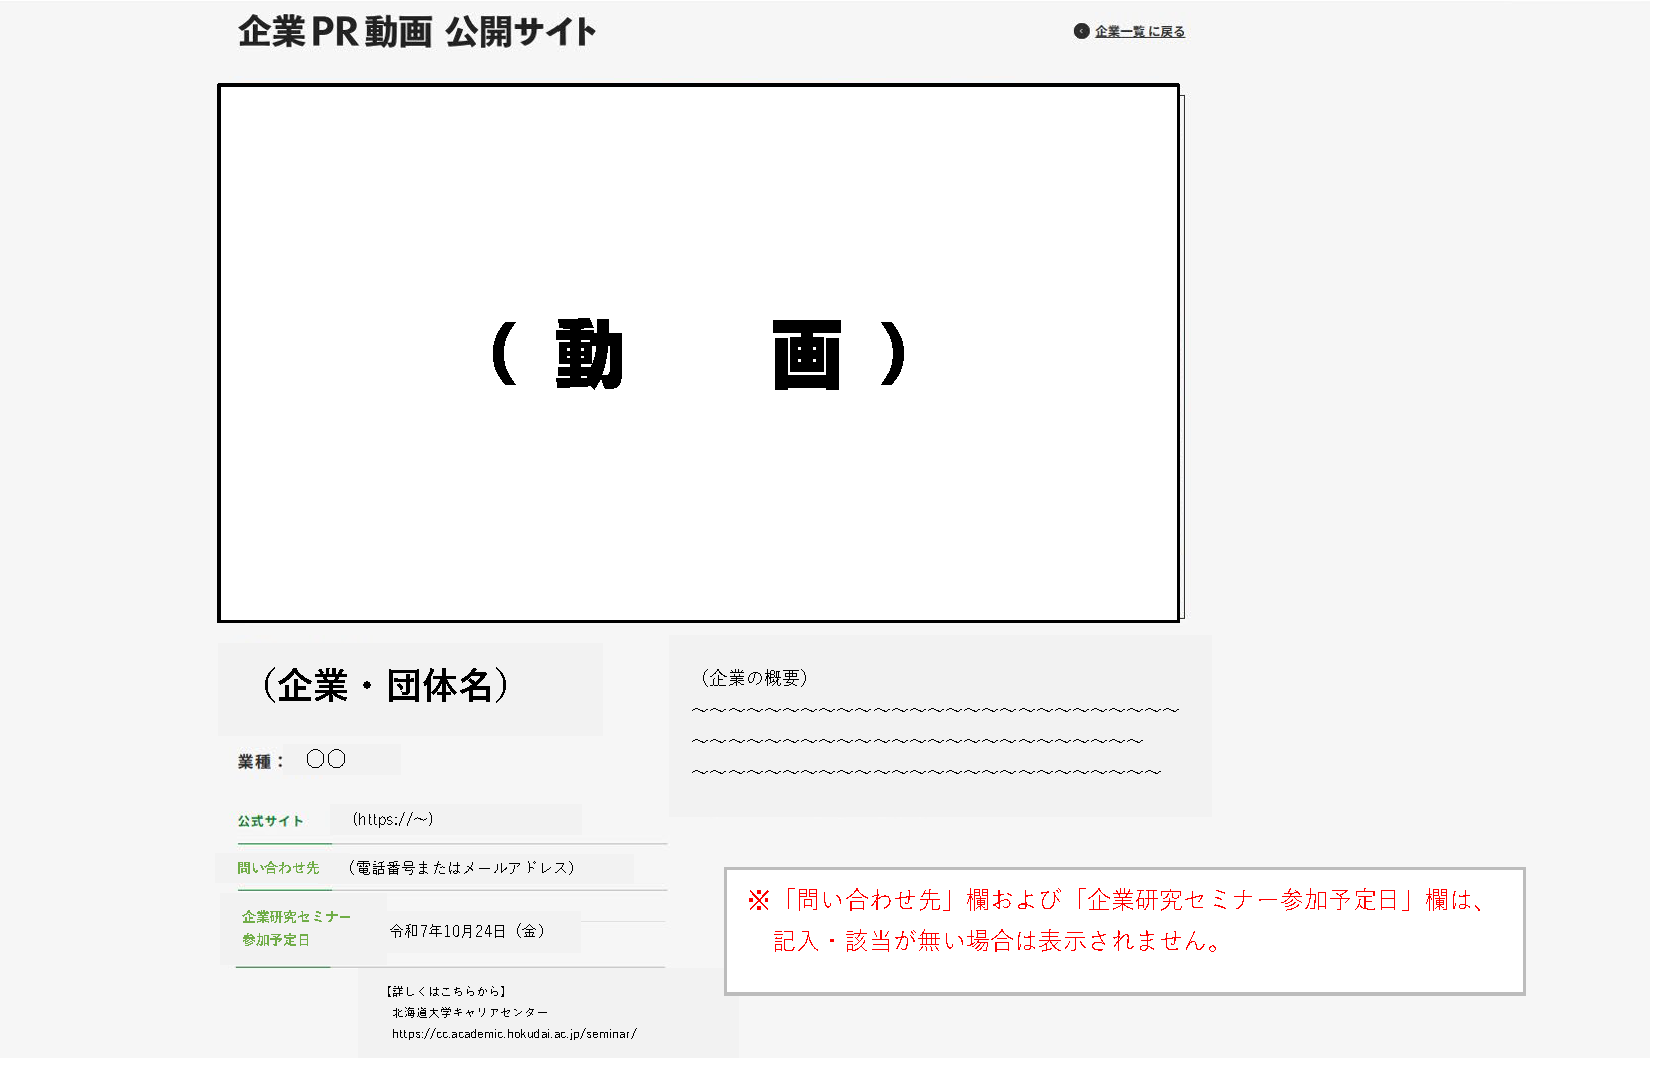 企業PR動画 公開サイト
企業一覧に戻る
（動　画）
（企業・団体名）
業種： 〇〇
公式サイト （https://～）
問い合わせ先 （電話番号またはメールアドレス）
企業研究セミナー
参加予定日
令和7年10月24日（金）
【詳しくはこちらから】
北海道大学キャリアセンター
https://cc.academic.hokudai.ac.jp/seminar/
（企業の概要）
～～～～～～～～～～～～～～～～～～～～～～～～～～～
～～～～～～～～～～～～～～～～～～～～～～～～～
～～～～～～～～～～～～～～～～～～～～～～～～～～
※「問い合わせ先」欄および「企業研究セミナー参加予定日」欄は、
記入・該当が無い場合は表示されません。